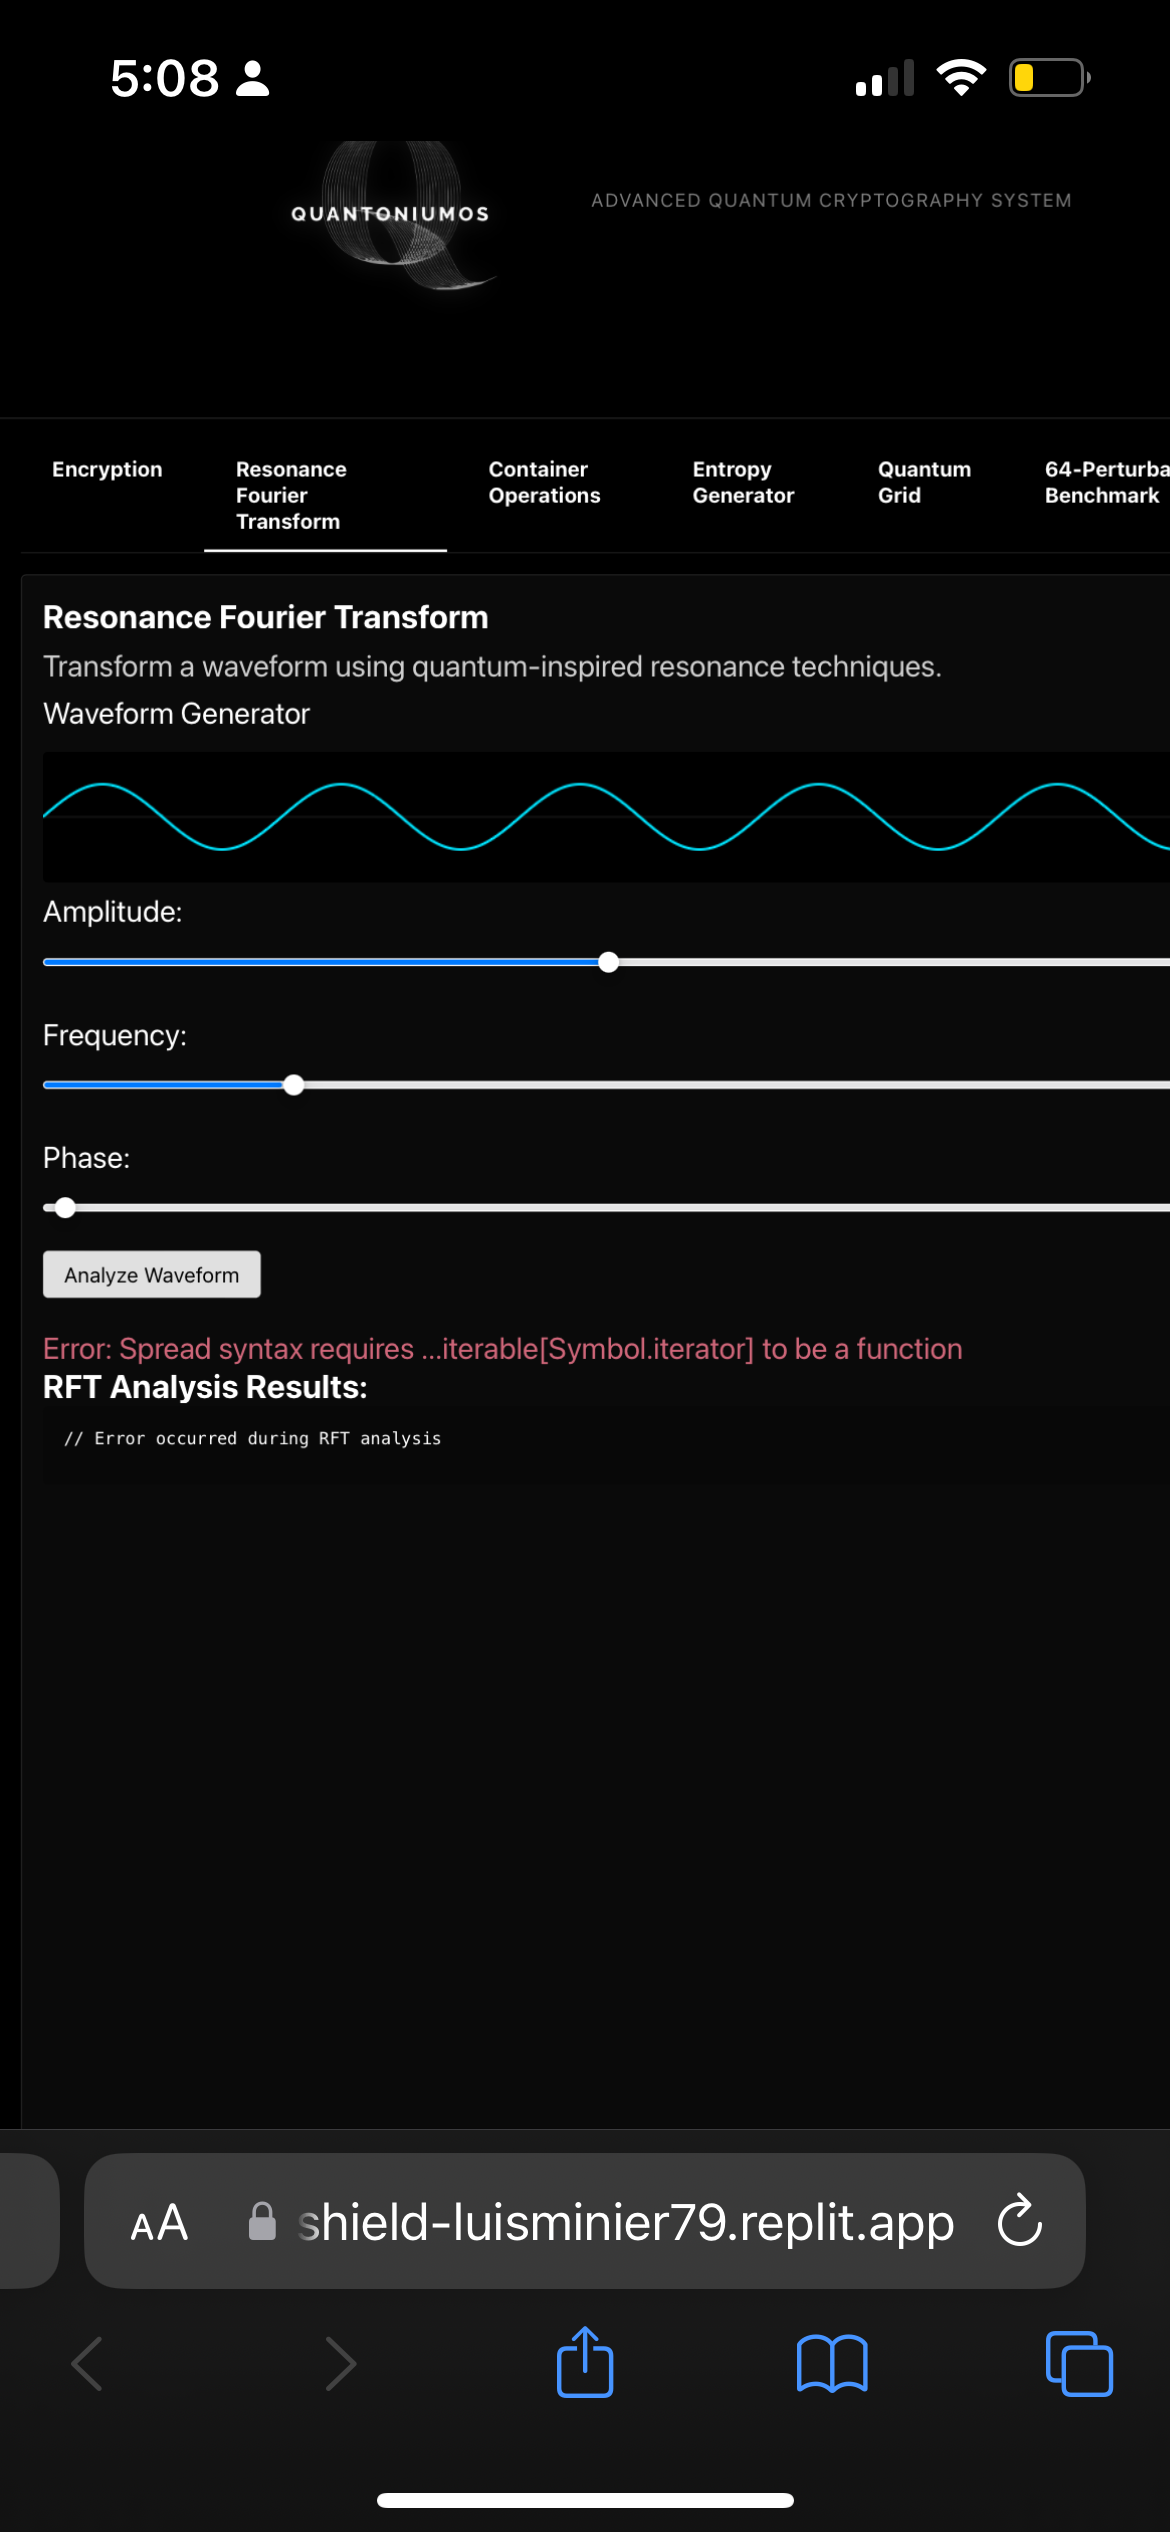 5:08
QUANTONIUMOS
ADVANCED QUANTUM CRYPTOGRAPHY SYSTEM
Encryption
Resonance
Fourier
Transform
Container
Operations
Entropy
Generator
Quantum
Grid
64-Perturba
Benchmark
Resonance Fourier Transform
Transform a waveform using quantum-inspired resonance techniques.
Waveform Generator
Amplitude:
Frequency:
Phase:
Analyze Waveform
Error: Spread syntax requires ...iterable[Symbol.iterator] to be a function
RFT Analysis Results:
// Error occurred during RFT analysis
AA
shield-luisminier79.replit.app